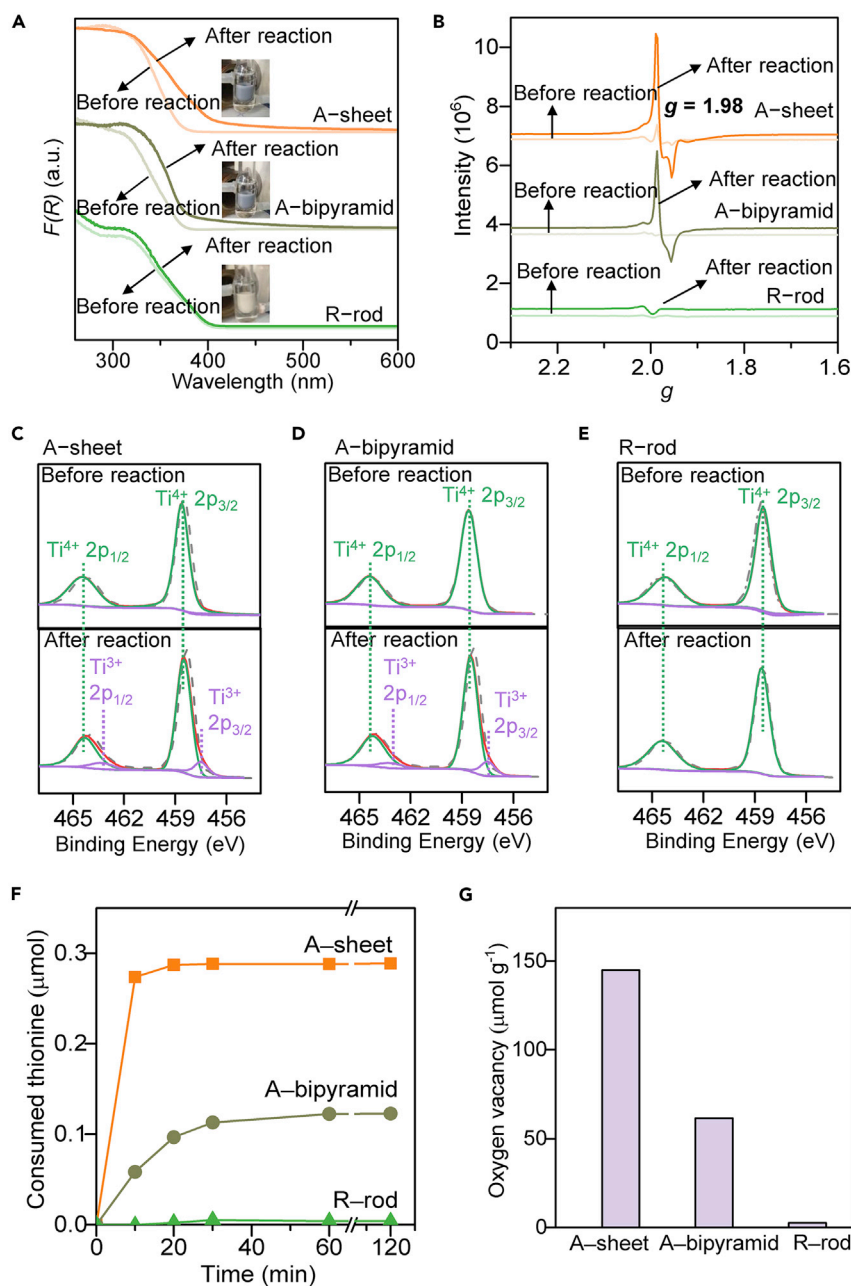 A
After reaction
Before reaction
A–sheet
After reaction
Before reaction
A–bipyramid
After reaction
Before reaction
R–rod
F(R) (a.u.)
300 400 500 600
Wavelength (nm)
B
10
8
6
4
2
0
After reaction
Before reaction
g = 1.98
A–sheet
After reaction
Before reaction
A–bipyramid
Before reaction
After reaction
R–rod
Intensity (10⁶)
2.2 2.0 1.8 1.6
g
C
A–sheet
Before reaction
Ti⁴⁺ 2p₃/₂
Ti⁴⁺ 2p₁/₂
After reaction
Ti³⁺
2p₁/₂
Ti³⁺
2p₃/₂
465 462 459 456
Binding Energy (eV)
D
A–bipyramid
Before reaction
Ti⁴⁺ 2p₃/₂
Ti⁴⁺ 2p₁/₂
After reaction
Ti³⁺
2p₁/₂
Ti³⁺
2p₃/₂
465 462 459 456
Binding Energy (eV)
E
R–rod
Before reaction
Ti⁴⁺ 2p₃/₂
Ti⁴⁺ 2p₁/₂
After reaction
465 462 459 456
Binding Energy (eV)
F
0.3
0.2
0.1
0.0
A–sheet
A–bipyramid
R–rod
Consumed thionine (μmol)
0 20 40 60 120
Time (min)
G
150
100
50
0
Oxygen vacancy (μmol g⁻¹)
A–sheet A–bipyramid R–rod